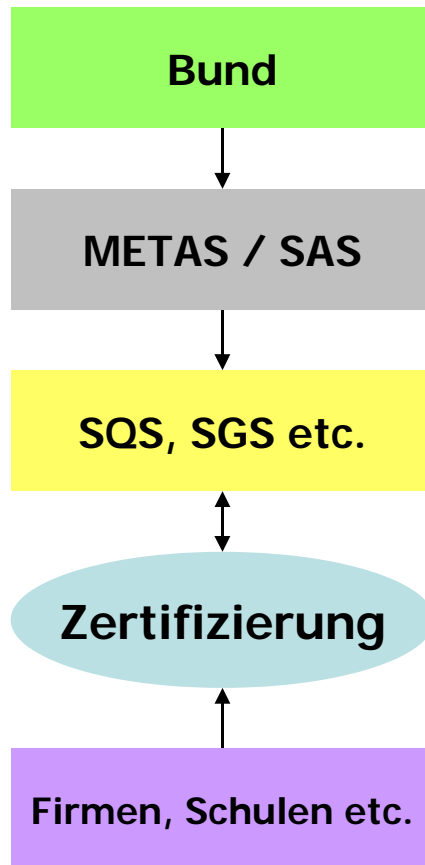 Bund
METAS / SAS
SQS, SGS etc.
Zertifizierung
Firmen, Schulen etc.